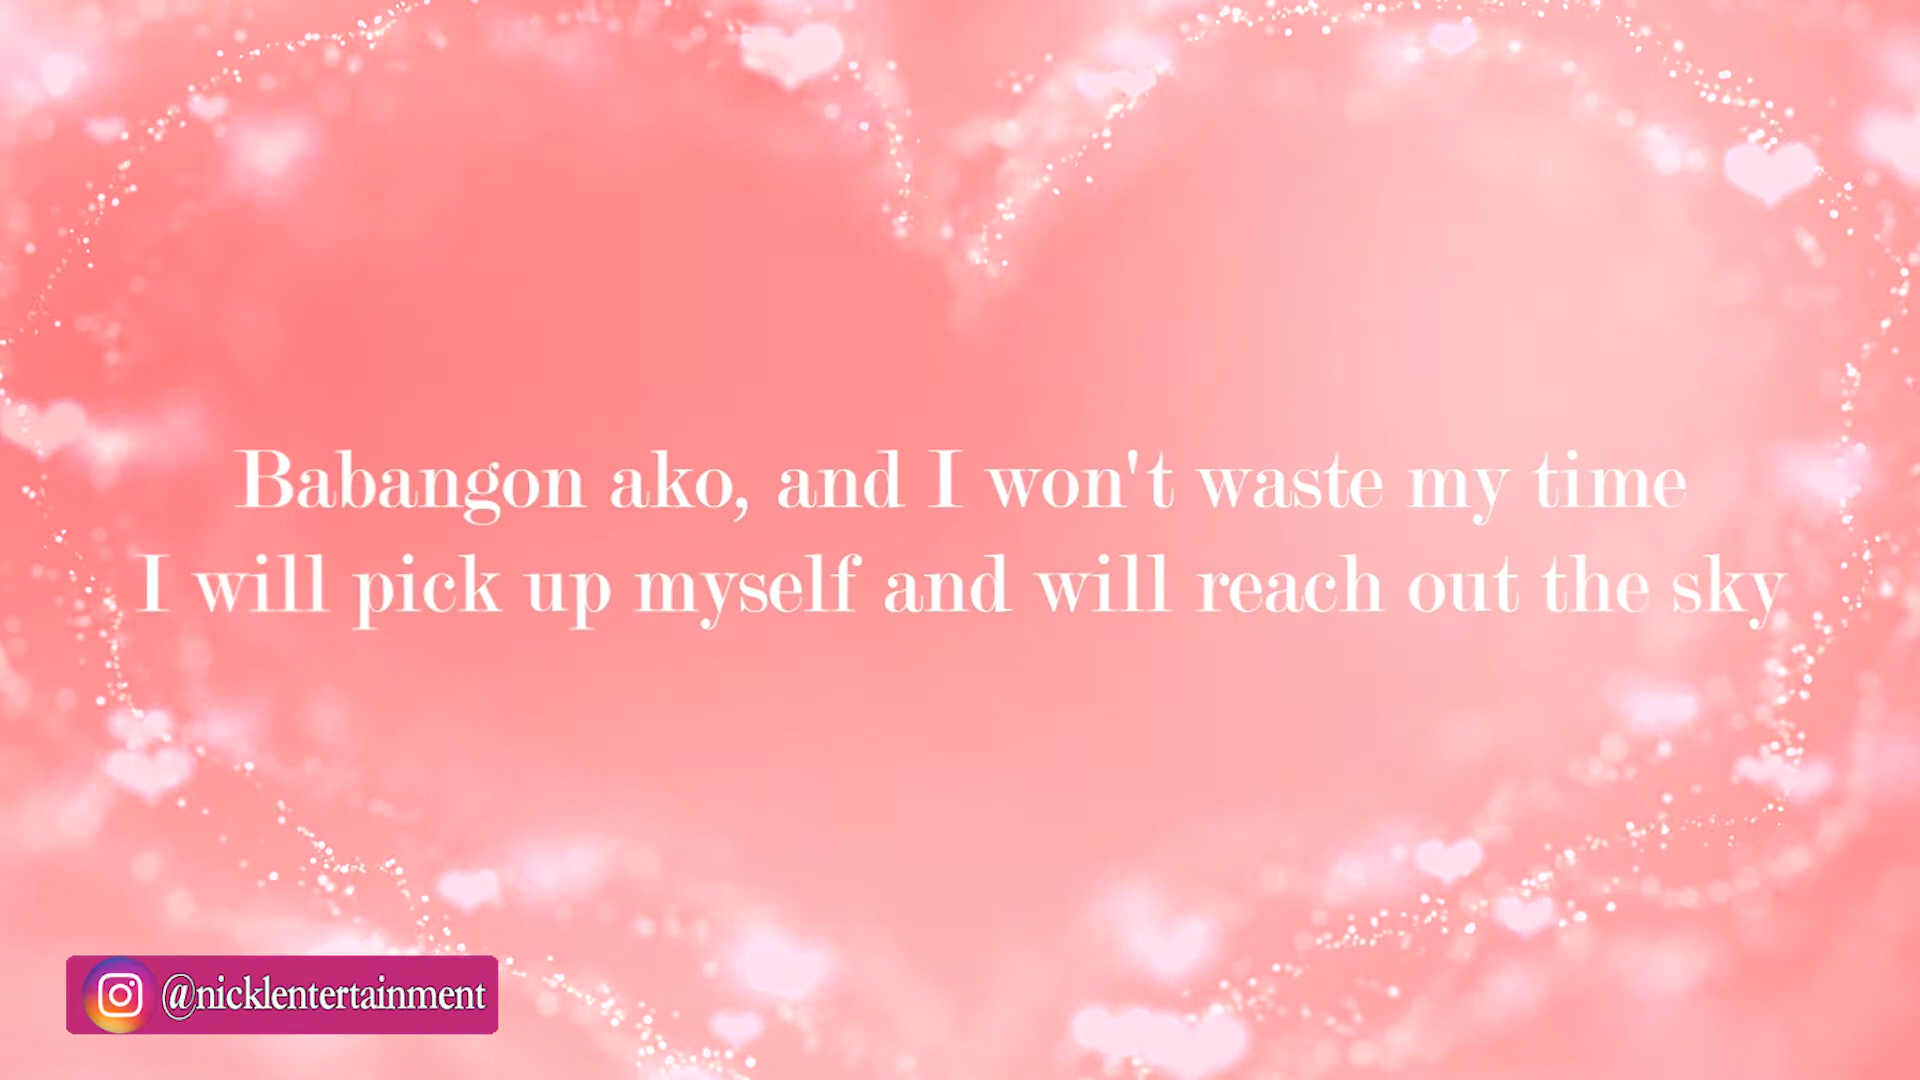 Babangon ako, and I won't waste my time
I will pick up myself and will reach out the sky
@nicklentertainment